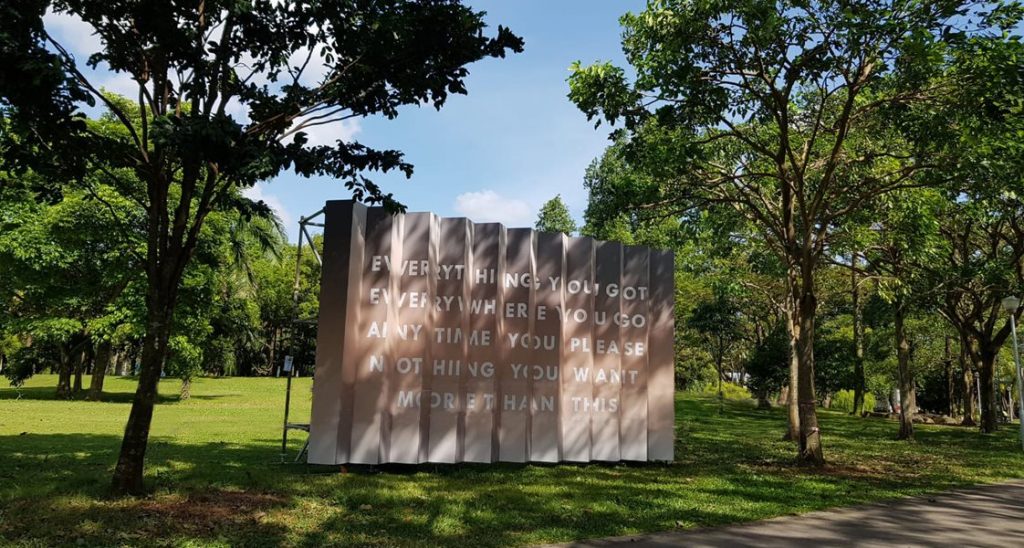 EVERYTHING YOU GOT
EVERYWHERE YOU GO
ANY TIME YOU PLEASE
NOTHING YOU WANT
MORE THAN THIS